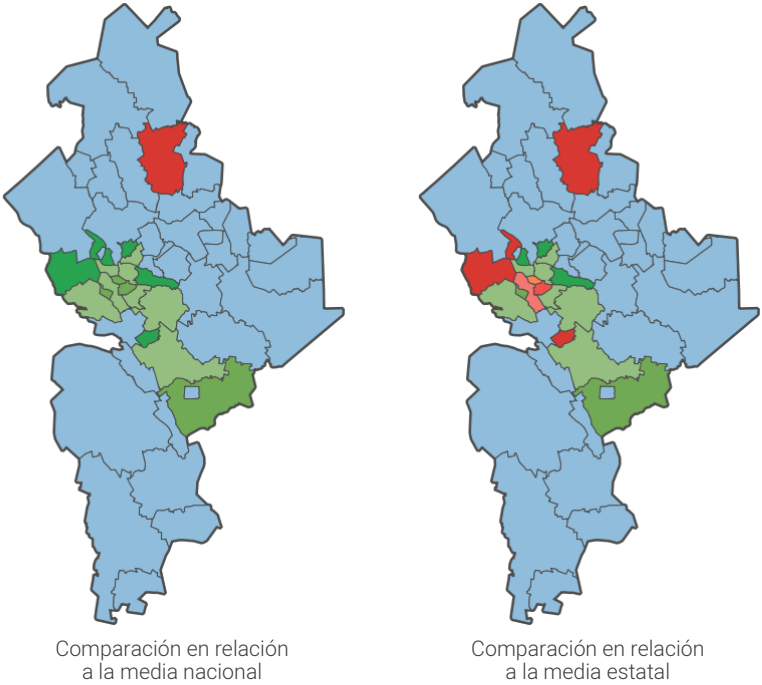 Comparación en relación
a la media nacional
Comparación en relación
a la media estatal